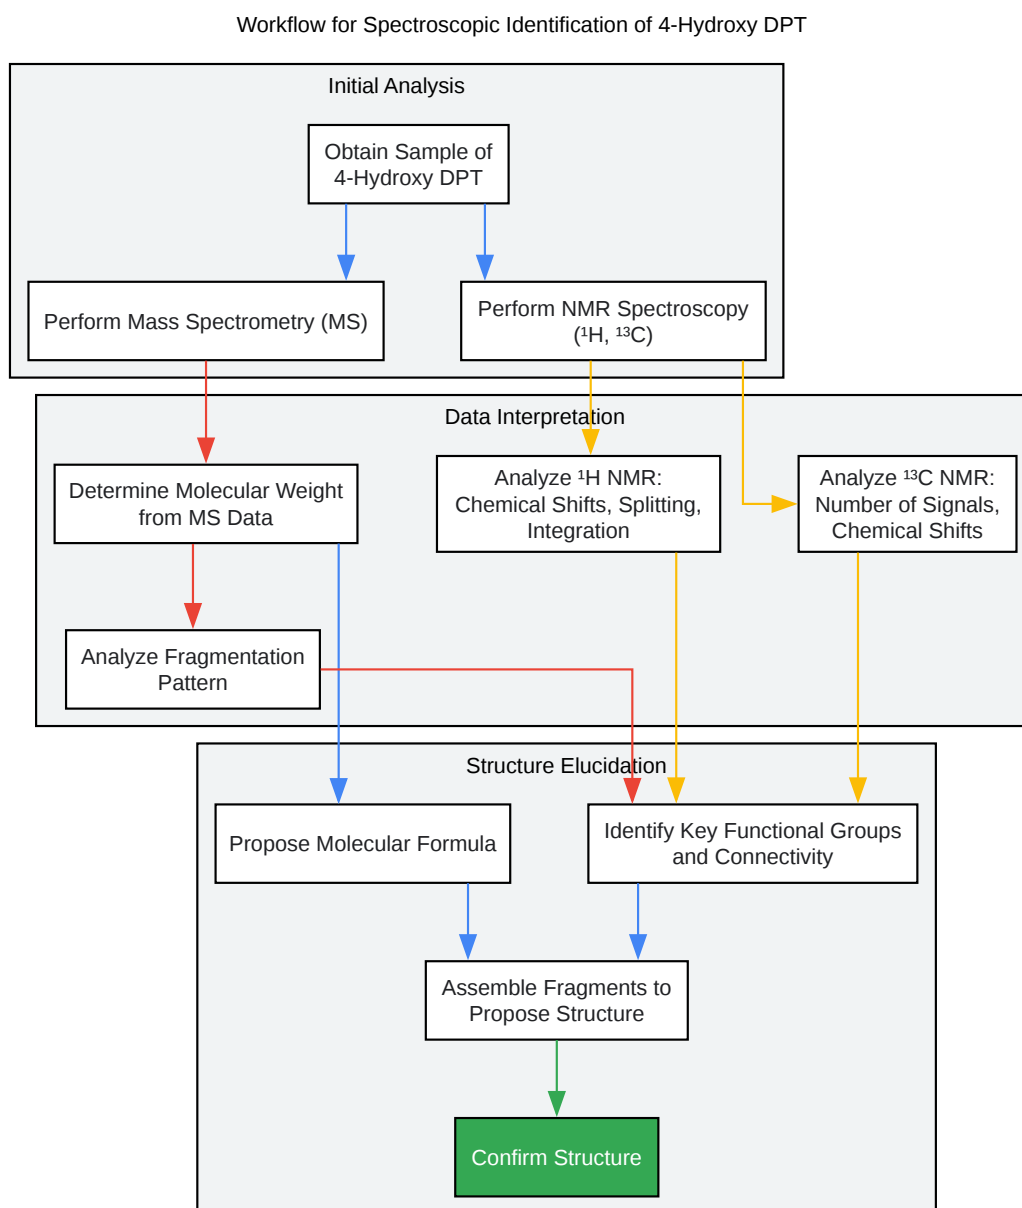 Workflow for Spectroscopic Identification of 4-Hydroxy DPT
Initial Analysis
Obtain Sample of
4-Hydroxy DPT
Perform Mass Spectrometry (MS)
Perform NMR Spectroscopy
(¹H, ¹³C)
Data Interpretation
Determine Molecular Weight
from MS Data
Analyze ¹H NMR:
Chemical Shifts, Splitting,
Integration
Analyze ¹³C NMR:
Number of Signals,
Chemical Shifts
Analyze Fragmentation
Pattern
Structure Elucidation
Propose Molecular Formula
Identify Key Functional Groups
and Connectivity
Assemble Fragments to
Propose Structure
Confirm Structure